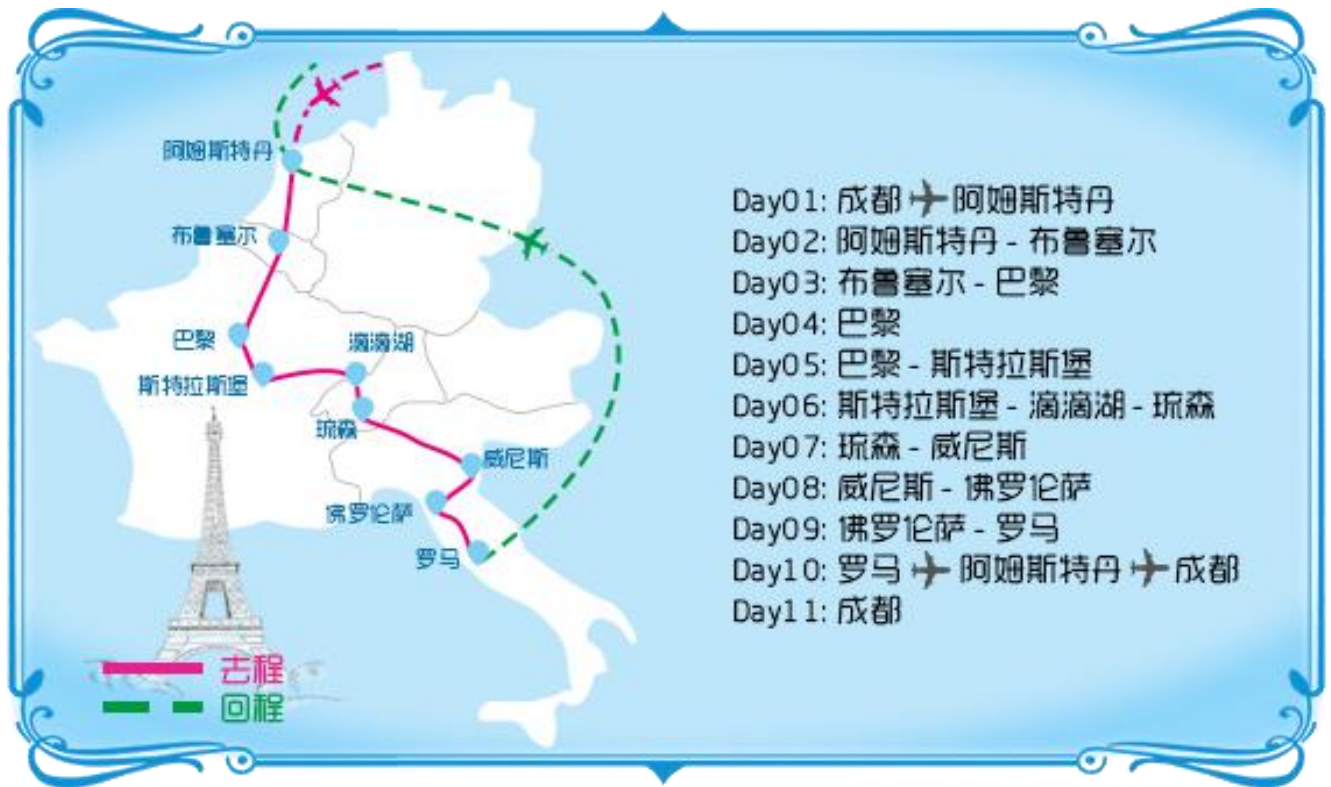 阿姆斯特丹
布鲁塞尔
巴黎
滴滴湖
斯特拉斯堡
琉森
威尼斯
佛罗伦萨
罗马
去程
回程
Day01: 成都 阿姆斯特丹
Day02: 阿姆斯特丹 - 布鲁塞尔
Day03: 布鲁塞尔 - 巴黎
Day04: 巴黎
Day05: 巴黎 - 斯特拉斯堡
Day06: 斯特拉斯堡 - 滴滴湖 - 琉森
Day07: 琉森 - 威尼斯
Day08: 威尼斯 - 佛罗伦萨
Day09: 佛罗伦萨 - 罗马
Day10: 罗马 阿姆斯特丹 成都
Day11: 成都